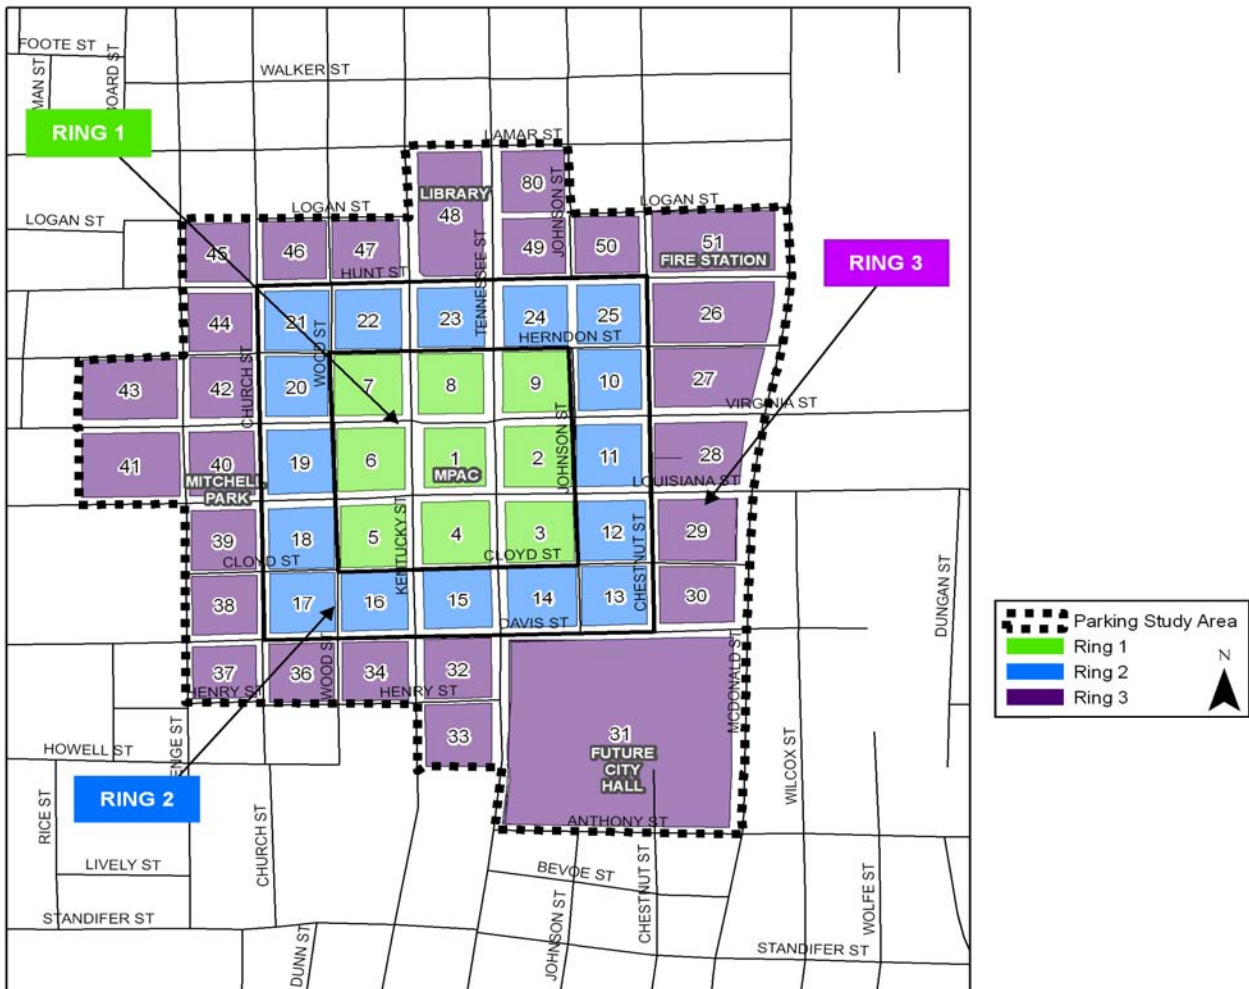 FOOTE ST
MAN ST
BOARD ST
WALKER ST
RING 1
LAMAR ST
LIBRARY
80
JOHNSON ST
LOGAN ST
LOGAN ST
LOGAN ST
48
TENNESSEE ST
45
46
47
49
50
51
FIRE STATION
RING 3
HUNT ST
44
21
WOOD ST
22
23
24
25
26
HERNDON ST
43
42
CHURCH ST
20
7
8
9
10
27
VIRGINIA ST
41
40
MITCHELL
PARK
19
6
1
MPAC
2
JOHNSON ST
11
28
LOUISIANA ST
39
18
5
KENTUCKY ST
4
3
12
CHESTNUT ST
29
CLOYD ST
CLOYD ST
38
17
16
15
14
13
30
DAVIS ST
DUNGAN ST
37
36
WOOD S
34
32
HENRY ST
HENRY ST
MCDONALD ST
33
31
FUTURE
CITY
HALL
HOWELL ST
ENGE ST
WILCOX ST
RING 2
RICE ST
CHURCH ST
ANTHONY ST
LIVELY ST
BEVOE ST
CHESTNUT ST
WOLFE ST
STANDIFER ST
DUNN ST
JOHNSON ST
STANDIFER ST
Parking Study Area
Ring 1
Ring 2
Ring 3
N